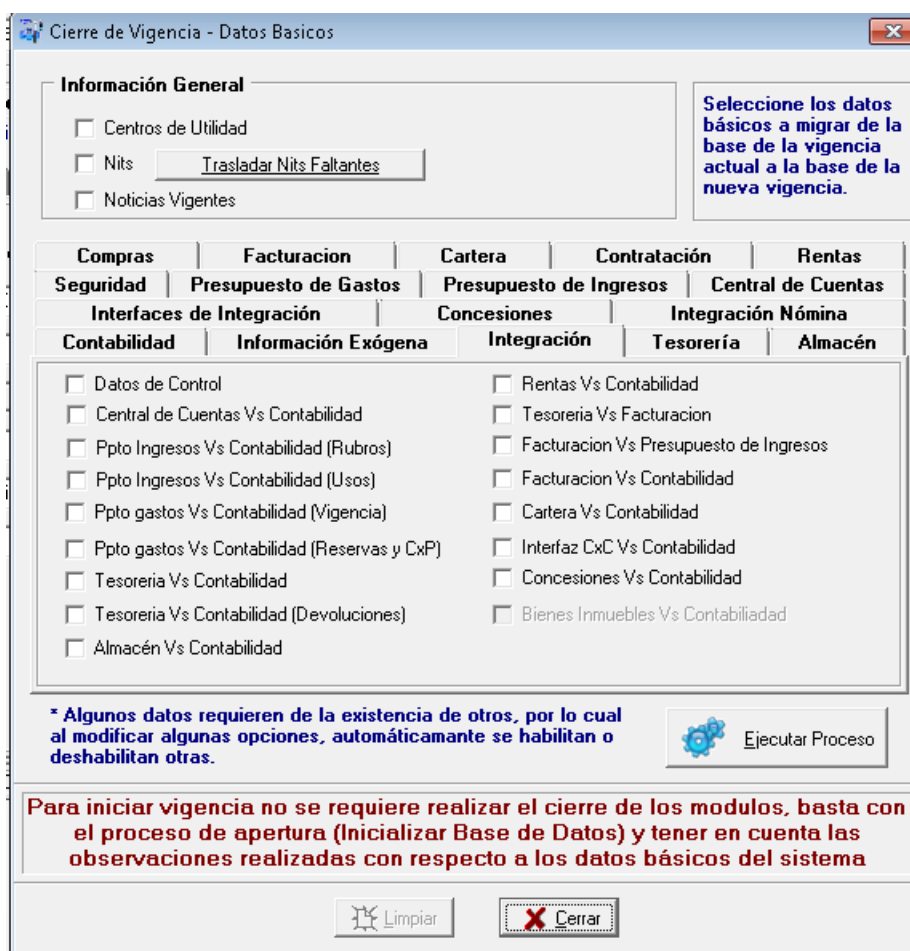 Cierre de Vigencia - Datos Basicos
Información General
Centros de Utilidad
Nits
Trasladar Nits Faltantes
Noticias Vigentes
Seleccione los datos
básicos a migrar de la
base de la vigencia
actual a la base de la
nueva vigencia.
Compras Facturacion Cartera Contratación Rentas
Seguridad Presupuesto de Gastos Presupuesto de Ingresos Central de Cuentas
Interfaces de Integración Concesiones Integración Nómina
Contabilidad Información Exógena Integración Tesorería Almacén
Datos de Control
Central de Cuentas Vs Contabilidad
Ppto Ingresos Vs Contabilidad (Rubros)
Ppto Ingresos Vs Contabilidad (Usos)
Ppto gastos Vs Contabilidad (Vigencia)
Ppto gastos Vs Contabilidad (Reservas y CxP)
Tesoreria Vs Contabilidad
Tesoreria Vs Contabilidad (Devoluciones)
Almacén Vs Contabilidad
Rentas Vs Contabilidad
Tesoreria Vs Facturacion
Facturacion Vs Presupuesto de Ingresos
Facturacion Vs Contabilidad
Cartera Vs Contabilidad
Interfaz CxC Vs Contabilidad
Concesiones Vs Contabilidad
Bienes Inmuebles Vs Contabiliadad
* Algunos datos requieren de la existencia de otros, por lo cual
al modificar algunas opciones, automáticamante se habilitan o
deshabilitan otras.
Ejecutar Proceso
Para iniciar vigencia no se requiere realizar el cierre de los modulos, basta con
el proceso de apertura (Inicializar Base de Datos) y tener en cuenta las
observaciones realizadas con respecto a los datos básicos del sistema
Limpiar
Cerrar